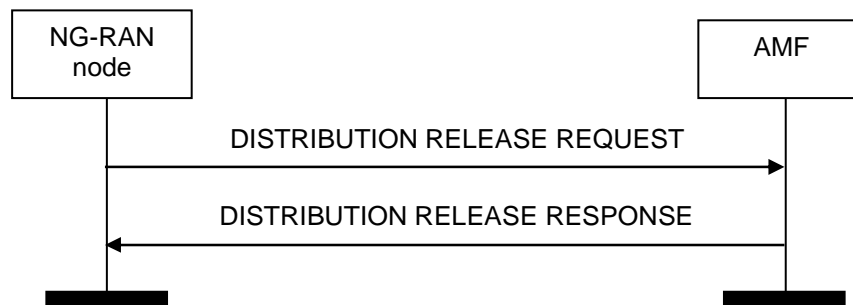 NG-RAN
node
AMF
DISTRIBUTION RELEASE REQUEST
DISTRIBUTION RELEASE RESPONSE